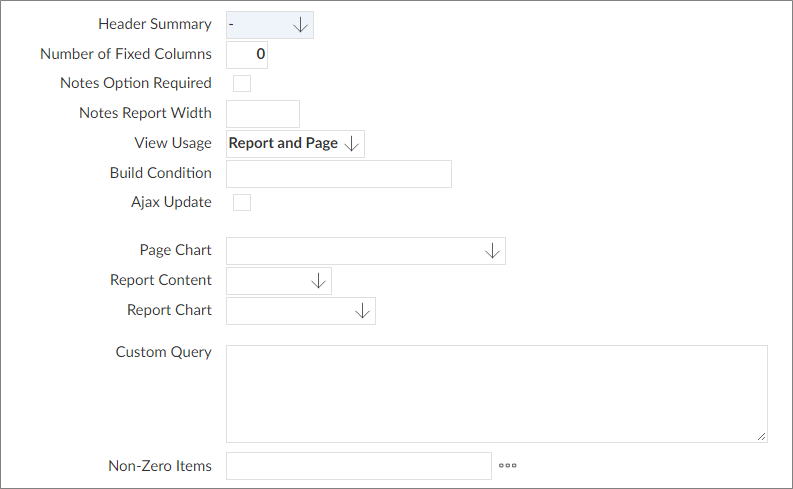 Header Summary -
Number of Fixed Columns 0
Notes Option Required
Notes Report Width
View Usage Report and Page
Build Condition
Ajax Update
Page Chart
Report Content
Report Chart
Custom Query
Non-Zero Items